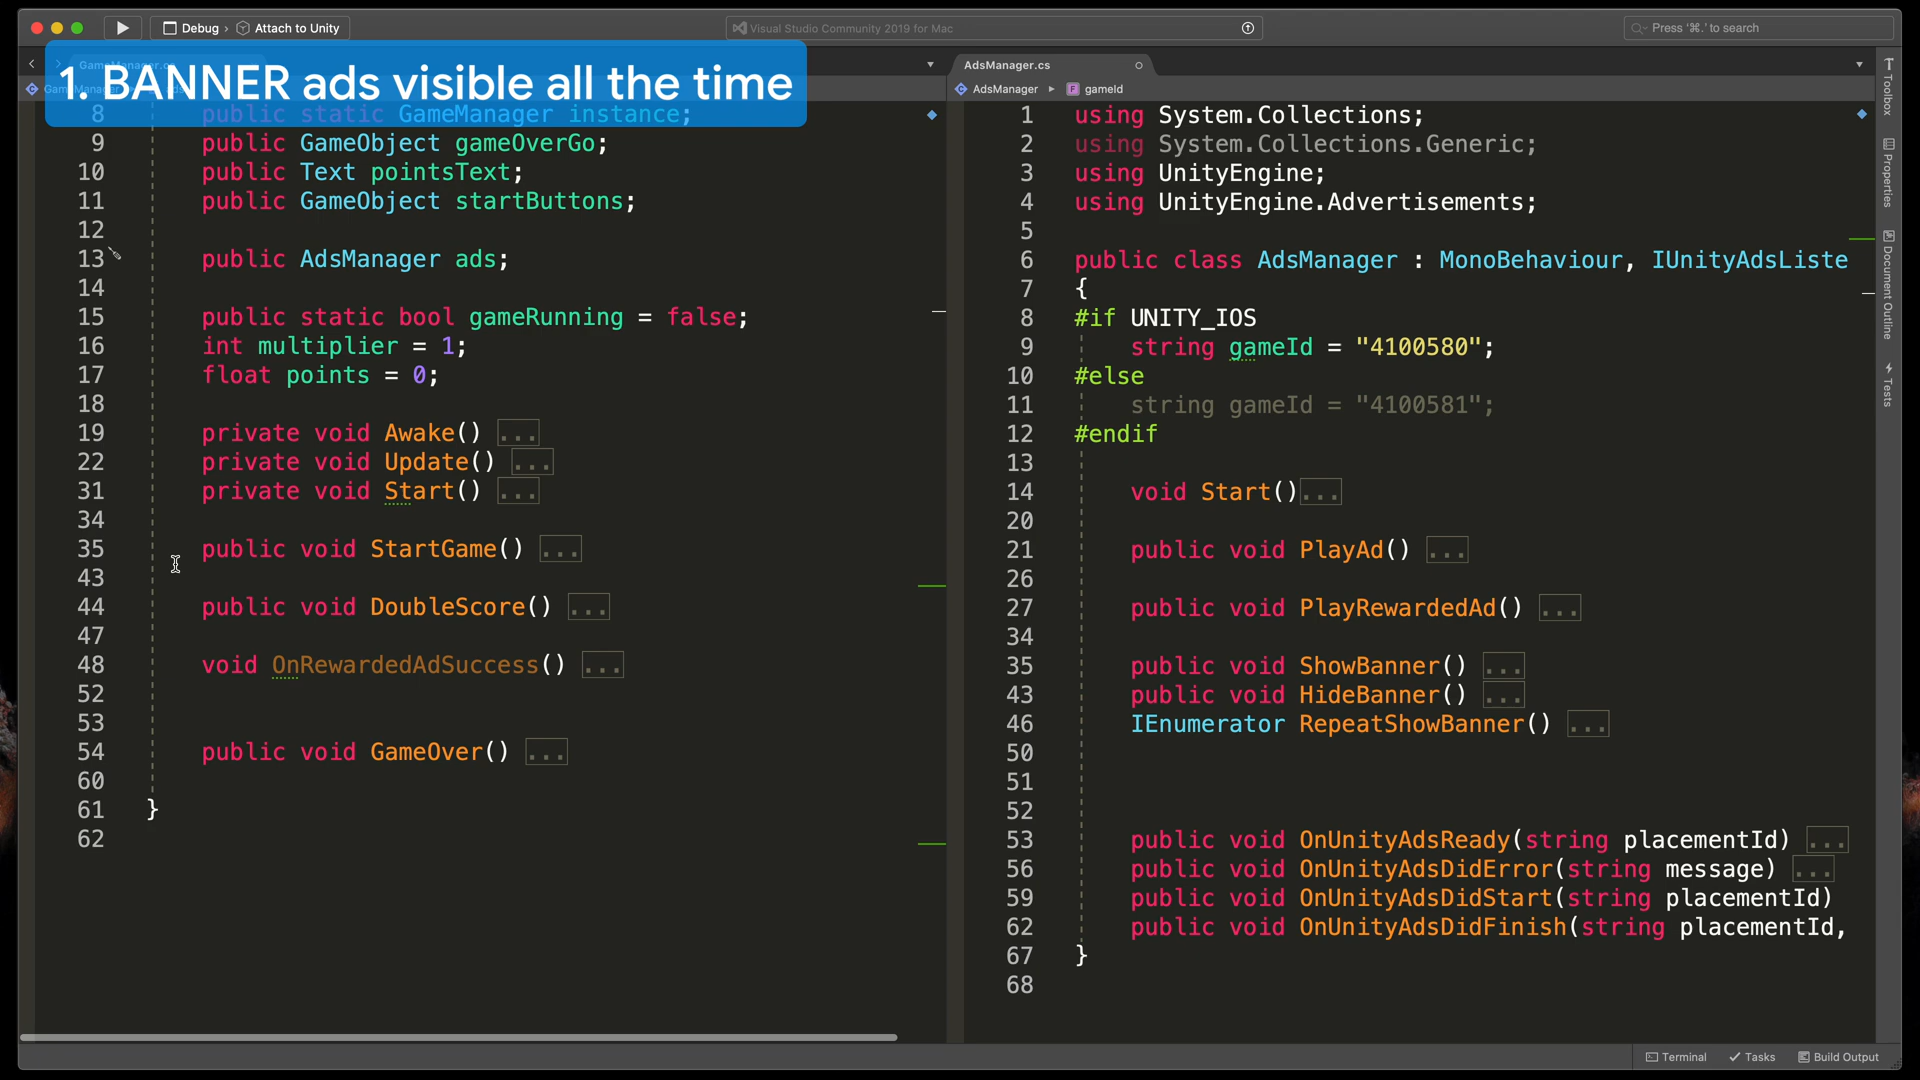 Debug › Attach to Unity
Visual Studio Community 2019 for Mac
Press '⌘.' to search
1. BANNER ads visible all the time
8 public static GameManager instance;
9 public GameObject gameOverGo;
10 public Text pointsText;
11 public GameObject startButtons;
12
13 public AdsManager ads;
14
15 public static bool gameRunning = false;
16 int multiplier = 1;
17 float points = 0;
18
19 private void Awake() ...
22 private void Update() ...
31 private void Start() ...
34
35 public void StartGame() ...
43
44 public void DoubleScore() ...
47
48 void OnRewardedAdSuccess() ...
52
53
54 public void GameOver() ...
60
61 }
62
AdsManager.cs
AdsManager ▸ gameId
1 using System.Collections;
2 using System.Collections.Generic;
3 using UnityEngine;
4 using UnityEngine.Advertisements;
5
6 public class AdsManager : MonoBehaviour, IUnityAdsListe
7 {
8 #if UNITY_IOS
9 string gameId = "4100580";
10 #else
11 string gameId = "4100581";
12 #endif
13
14 void Start()...
20
21 public void PlayAd() ...
26
27 public void PlayRewardedAd() ...
34
35 public void ShowBanner() ...
43 public void HideBanner() ...
46 IEnumerator RepeatShowBanner() ...
50
51
52
53 public void OnUnityAdsReady(string placementId) ...
56 public void OnUnityAdsDidError(string message) ...
59 public void OnUnityAdsDidStart(string placementId)
62 public void OnUnityAdsDidFinish(string placementId,
67 }
68
Toolbox
Properties
Document Outline
Tests
Terminal
Tasks
Build Output